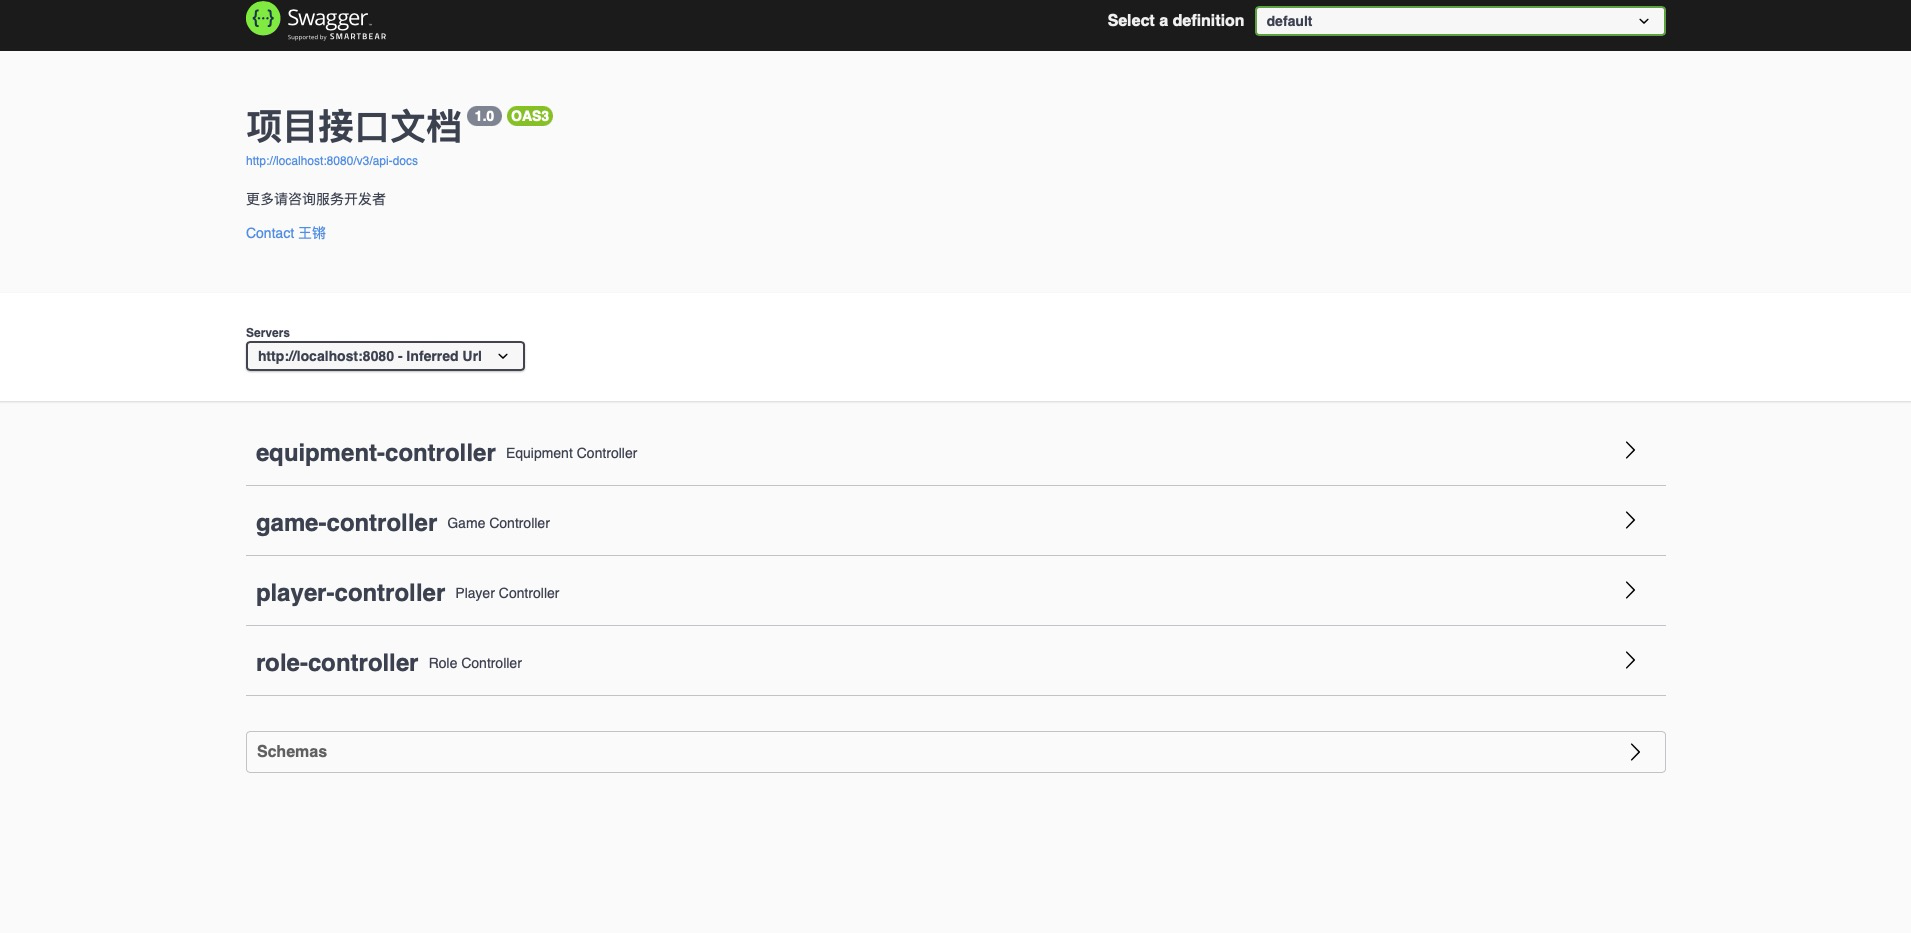 Swagger
Supported by SMARTBEAR
Select a definition default
项目接口文档 1.0 OAS3
http://localhost:8080/v3/api-docs
更多请咨询服务开发者
Contact 王锵
Servers
http://localhost:8080 - Inferred Url
equipment-controller Equipment Controller
game-controller Game Controller
player-controller Player Controller
role-controller Role Controller
Schemas